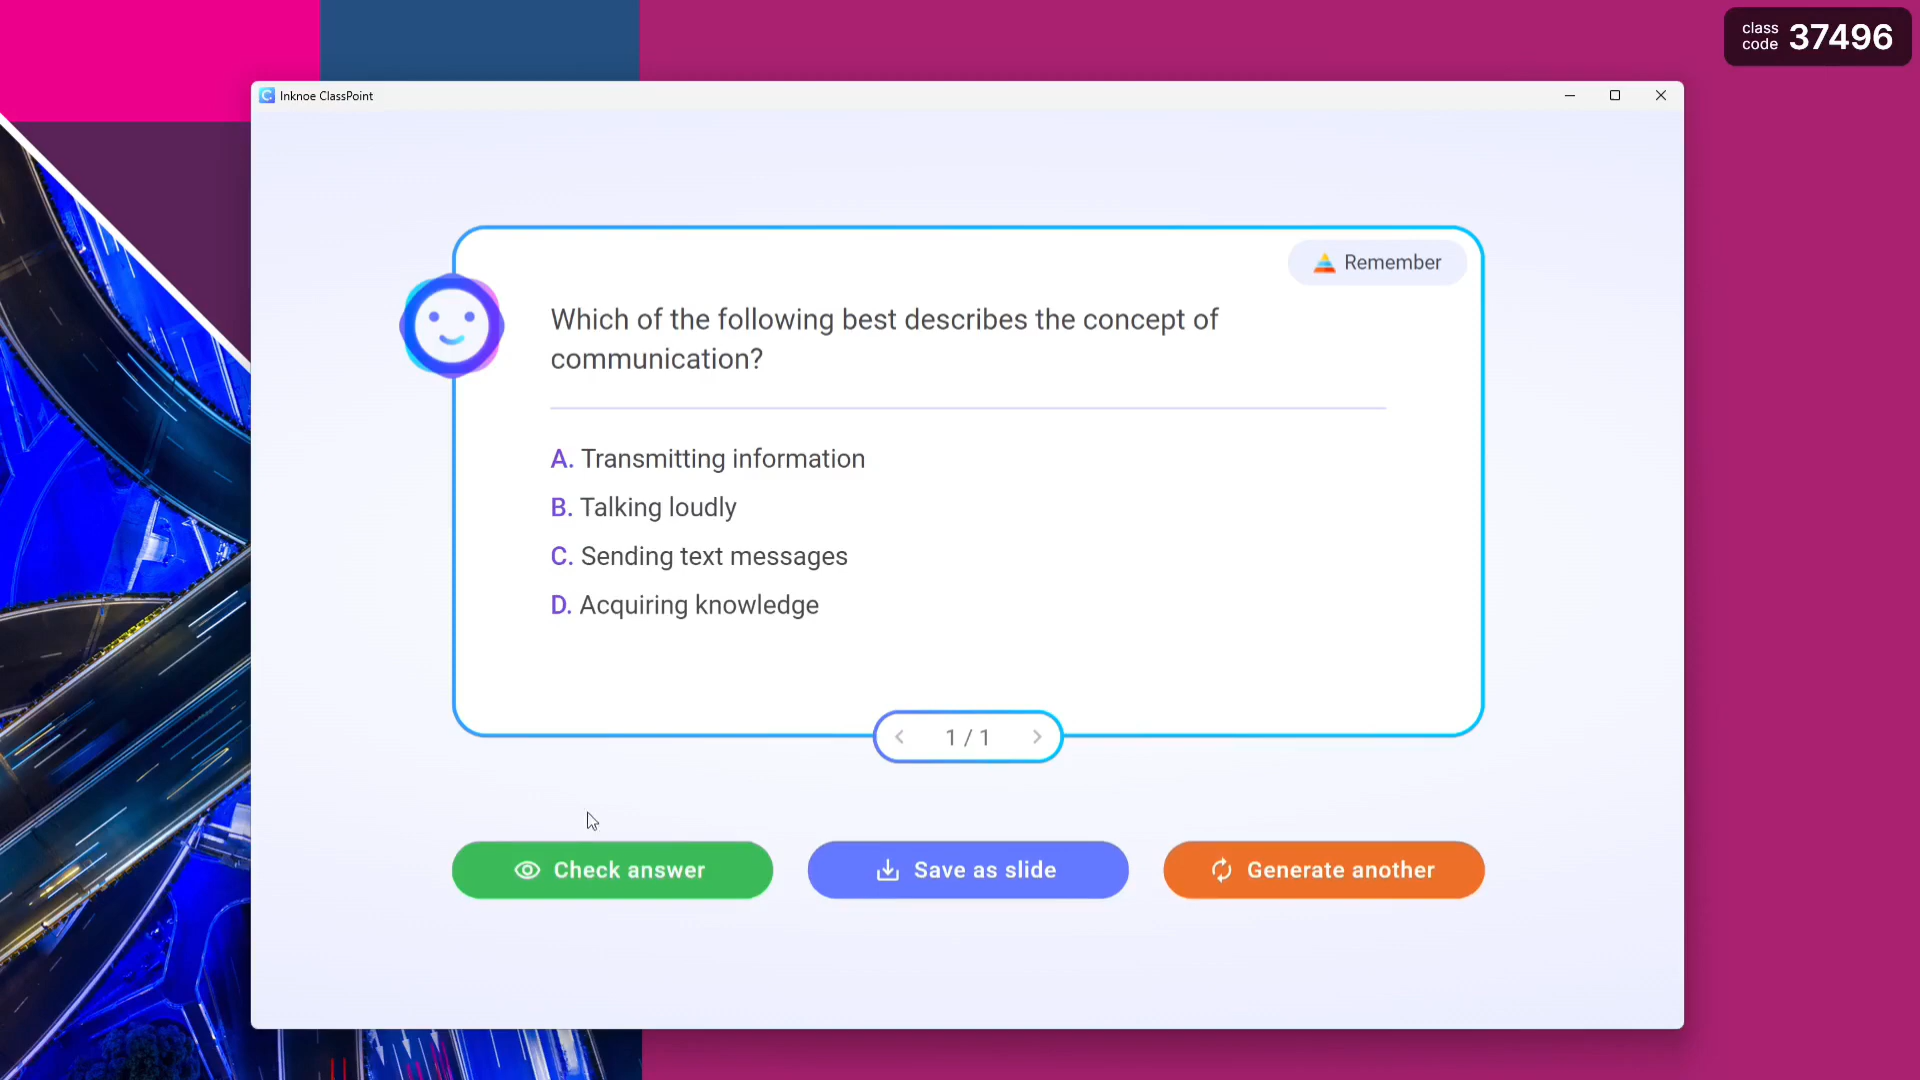 class
code 37496
Inknoe ClassPoint
Remember
Which of the following best describes the concept of
communication?
A. Transmitting information
B. Talking loudly
C. Sending text messages
D. Acquiring knowledge
1 / 1
Check answer
Save as slide
Generate another